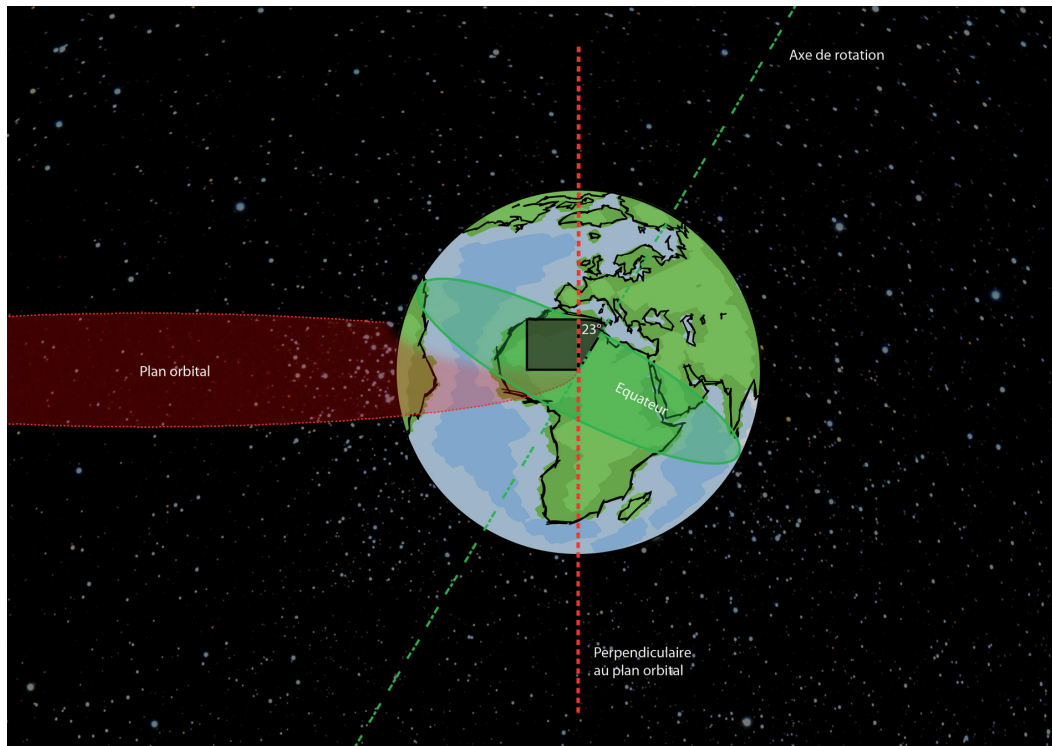 Axe de rotation
23°
Plan orbital
Equateur
Perpendiculaire
au plan orbital